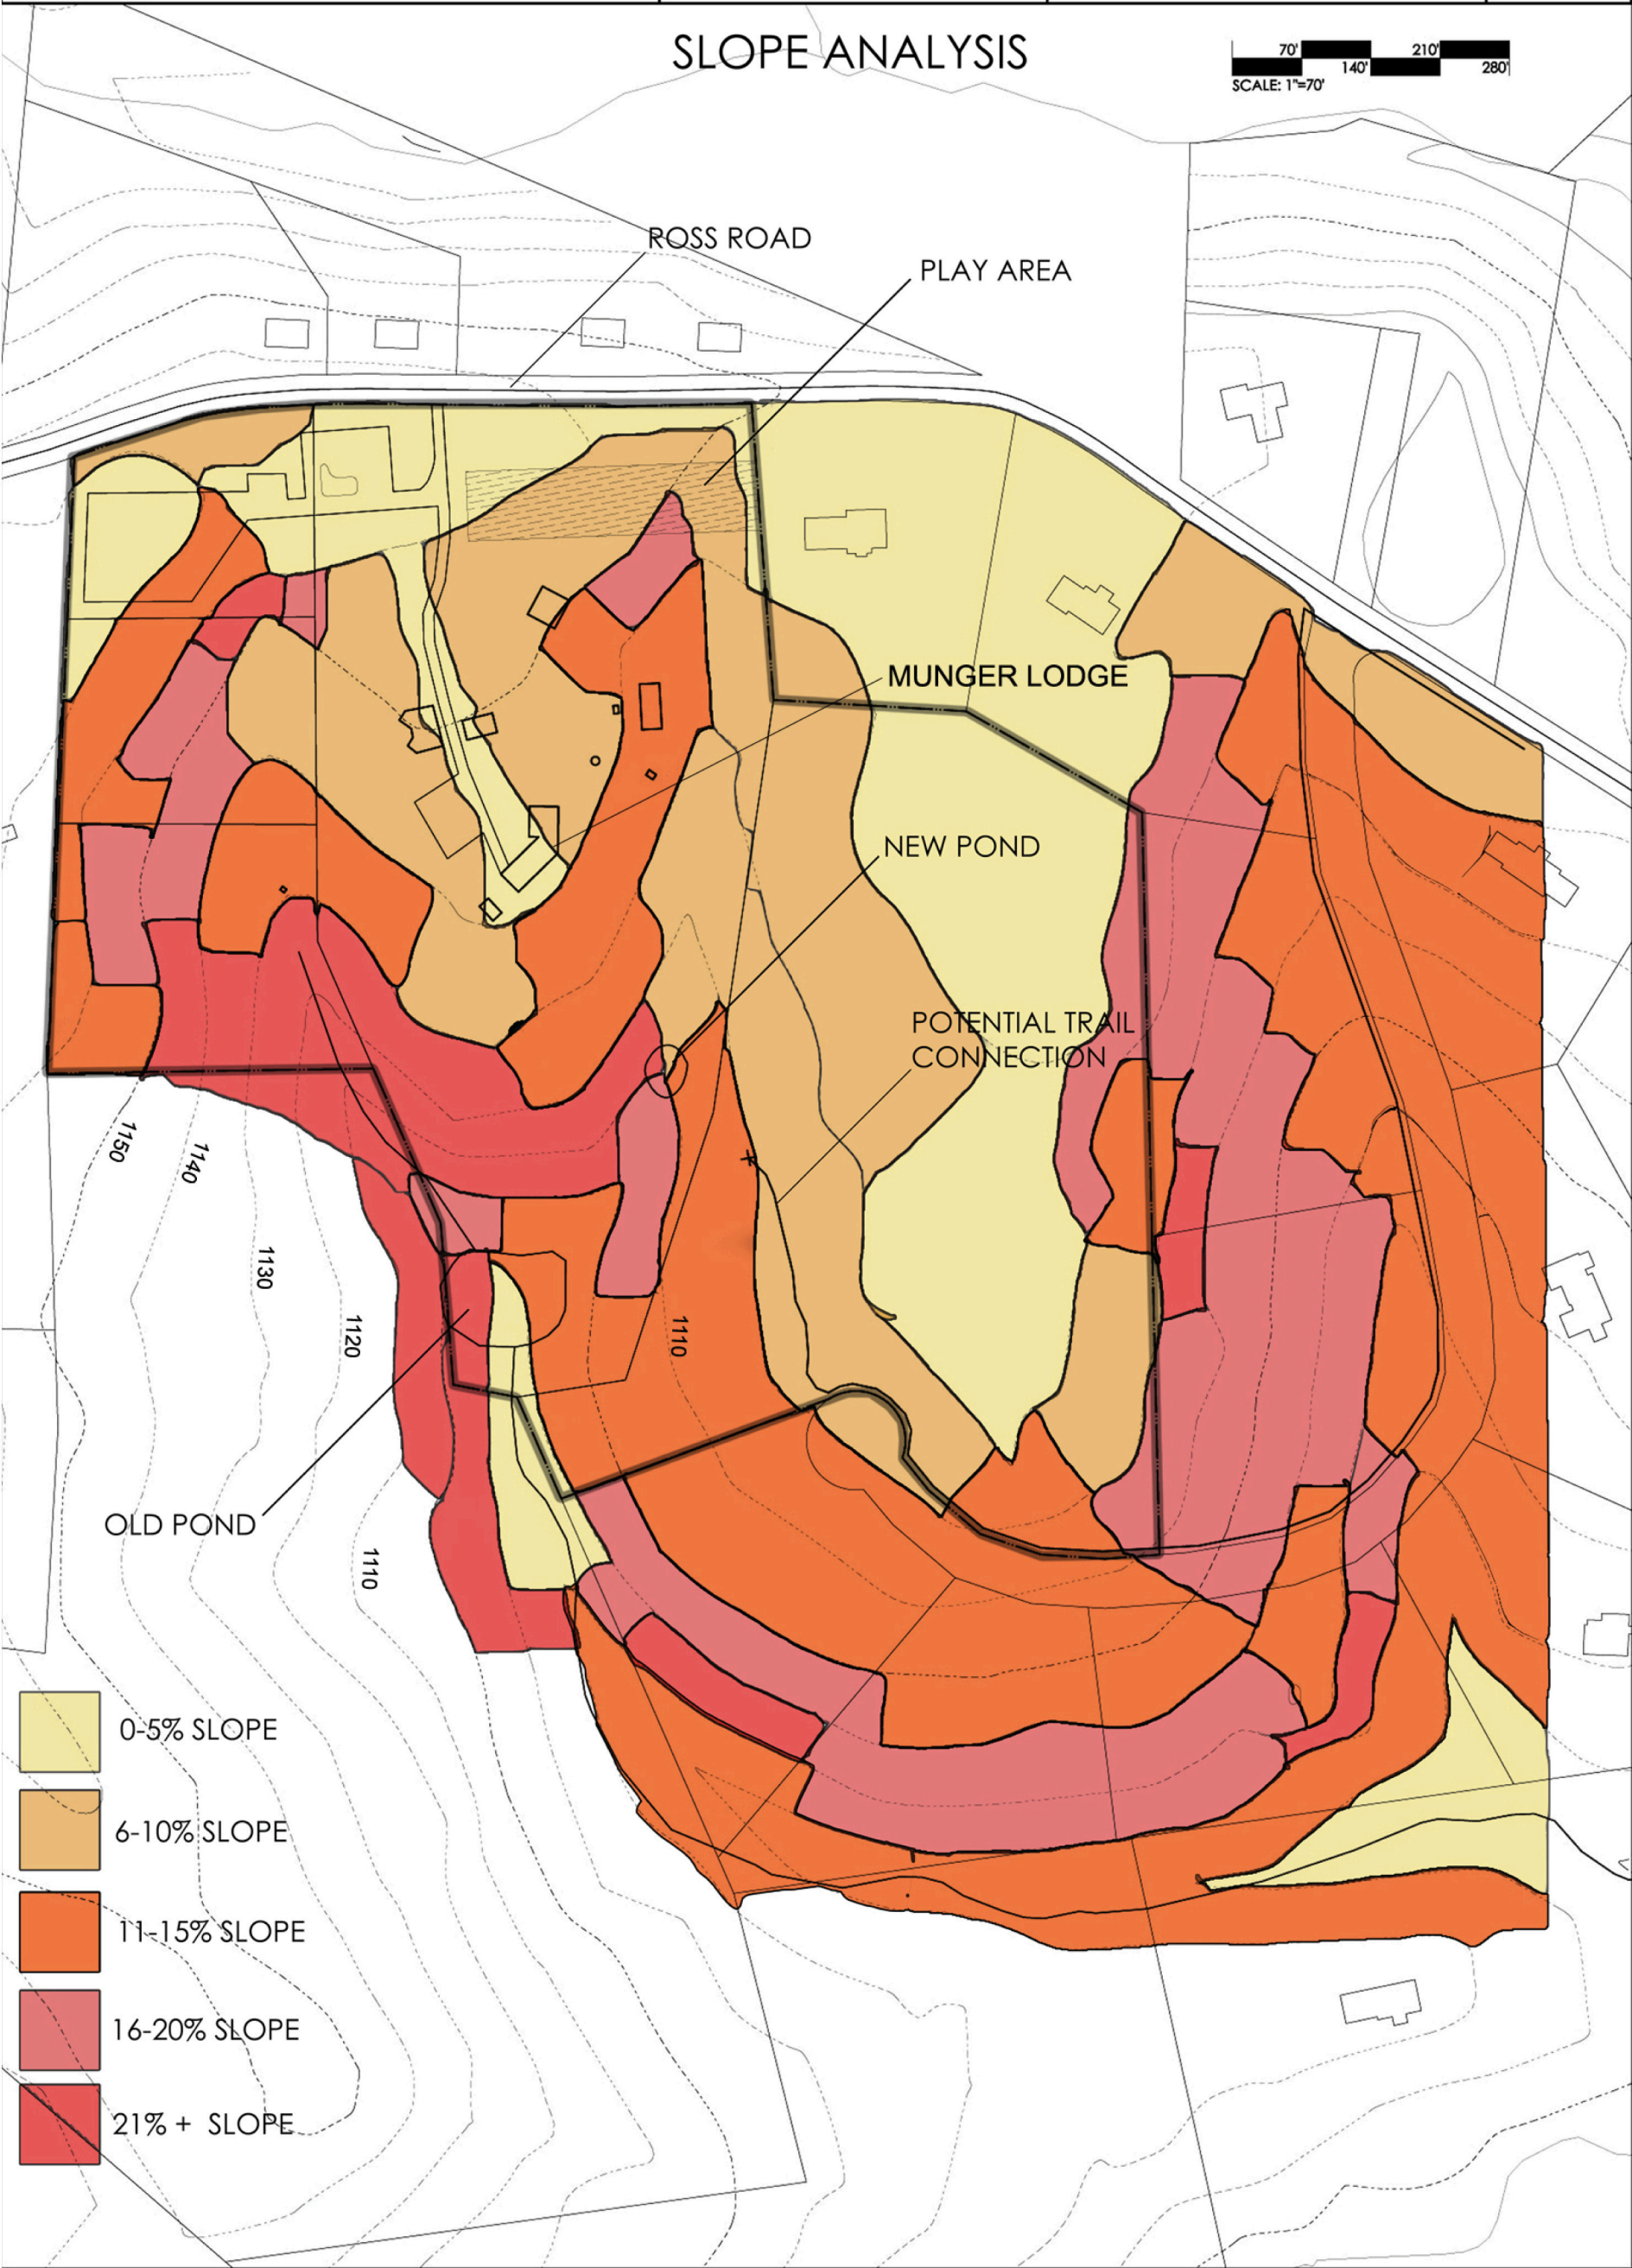 SLOPE ANALYSIS
70' 210'
140' 280'
SCALE: 1"=70'
ROSS ROAD
PLAY AREA
MUNGER LODGE
NEW POND
POTENTIAL TRAIL
CONNECTION
1150
1140
1130
1120
1110
1110
OLD POND
0-5% SLOPE
6-10% SLOPE
11-15% SLOPE
16-20% SLOPE
21% + SLOPE